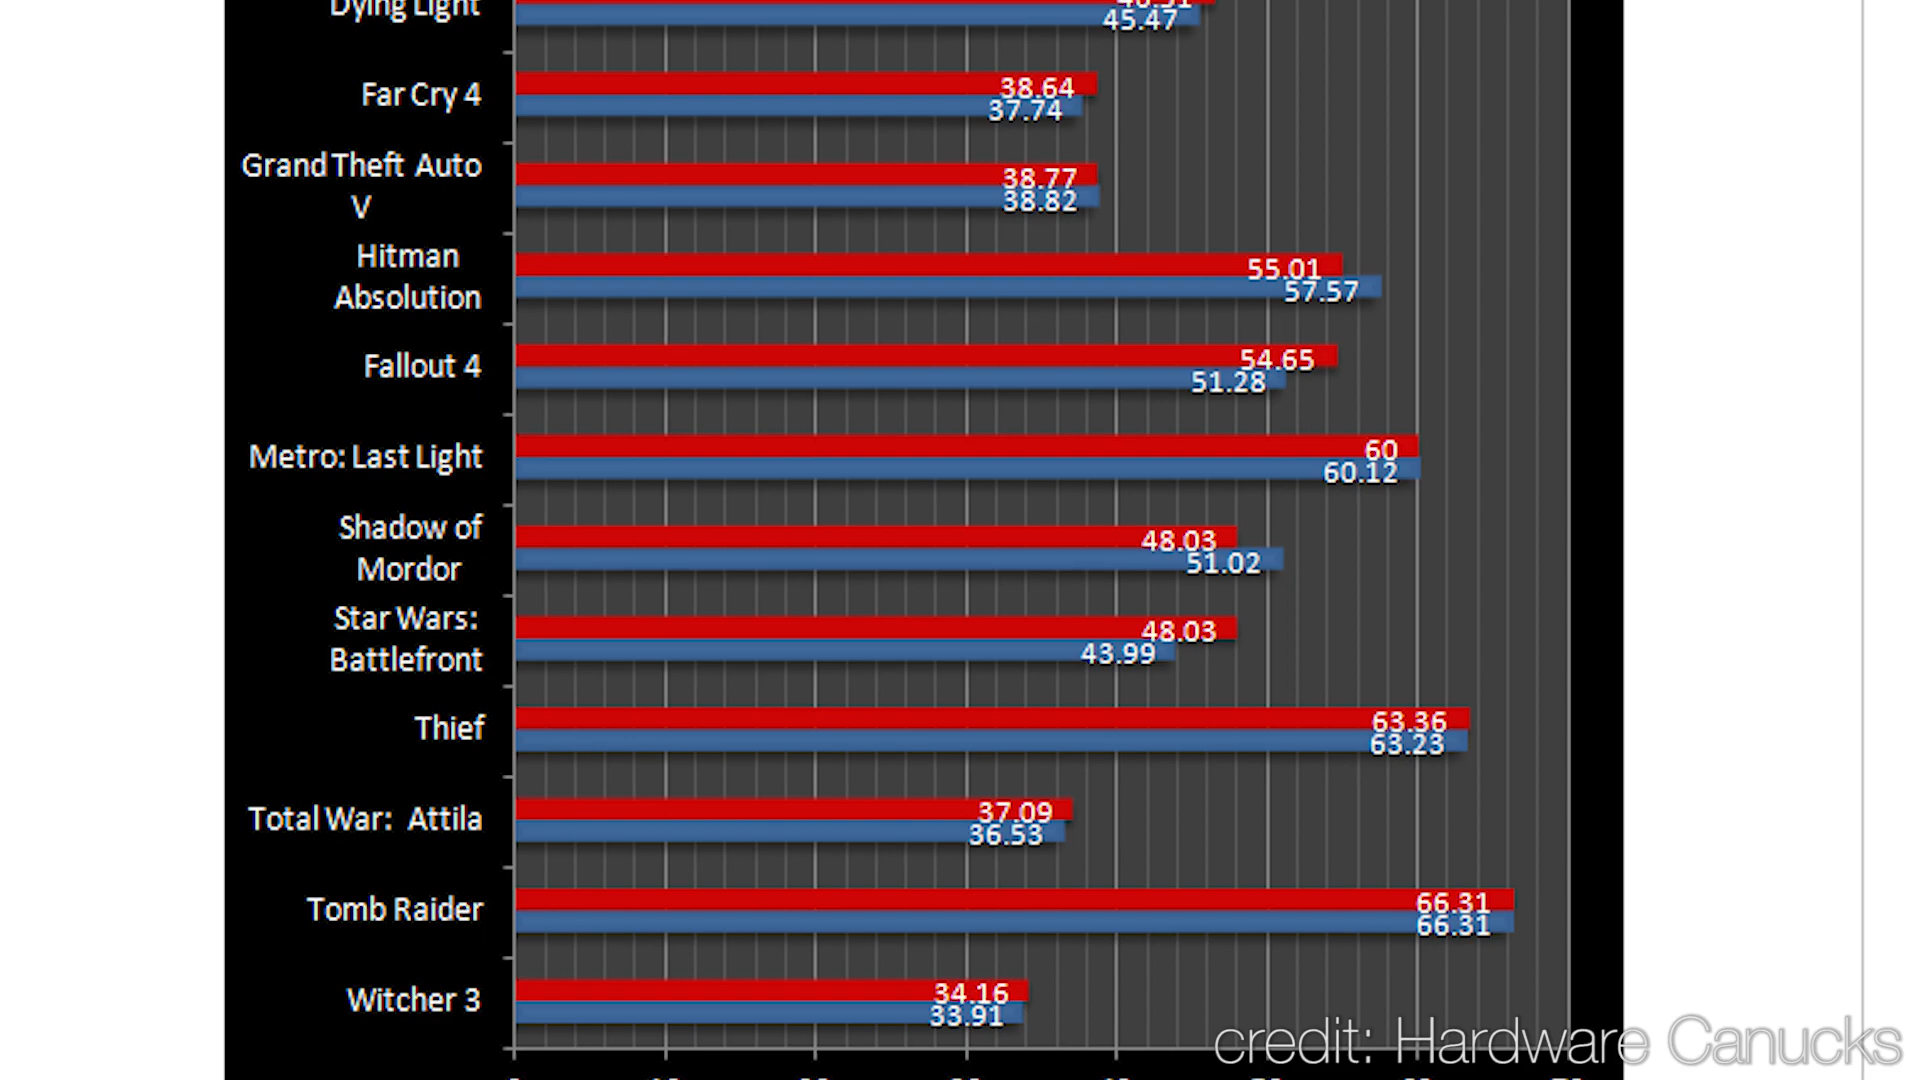 Dying Light
45.47
Far Cry 4
38.64
37.74
Grand Theft Auto
V
38.77
38.82
Hitman
Absolution
55.01
57.57
Fallout 4
54.65
51.28
Metro: Last Light
60
60.12
Shadow of
Mordor
48.03
51.02
Star Wars:
Battlefront
48.03
43.99
Thief
63.36
63.23
Total War: Attila
37.09
36.53
Tomb Raider
66.31
66.31
Witcher 3
34.16
33.91
credit: Hardware Canucks